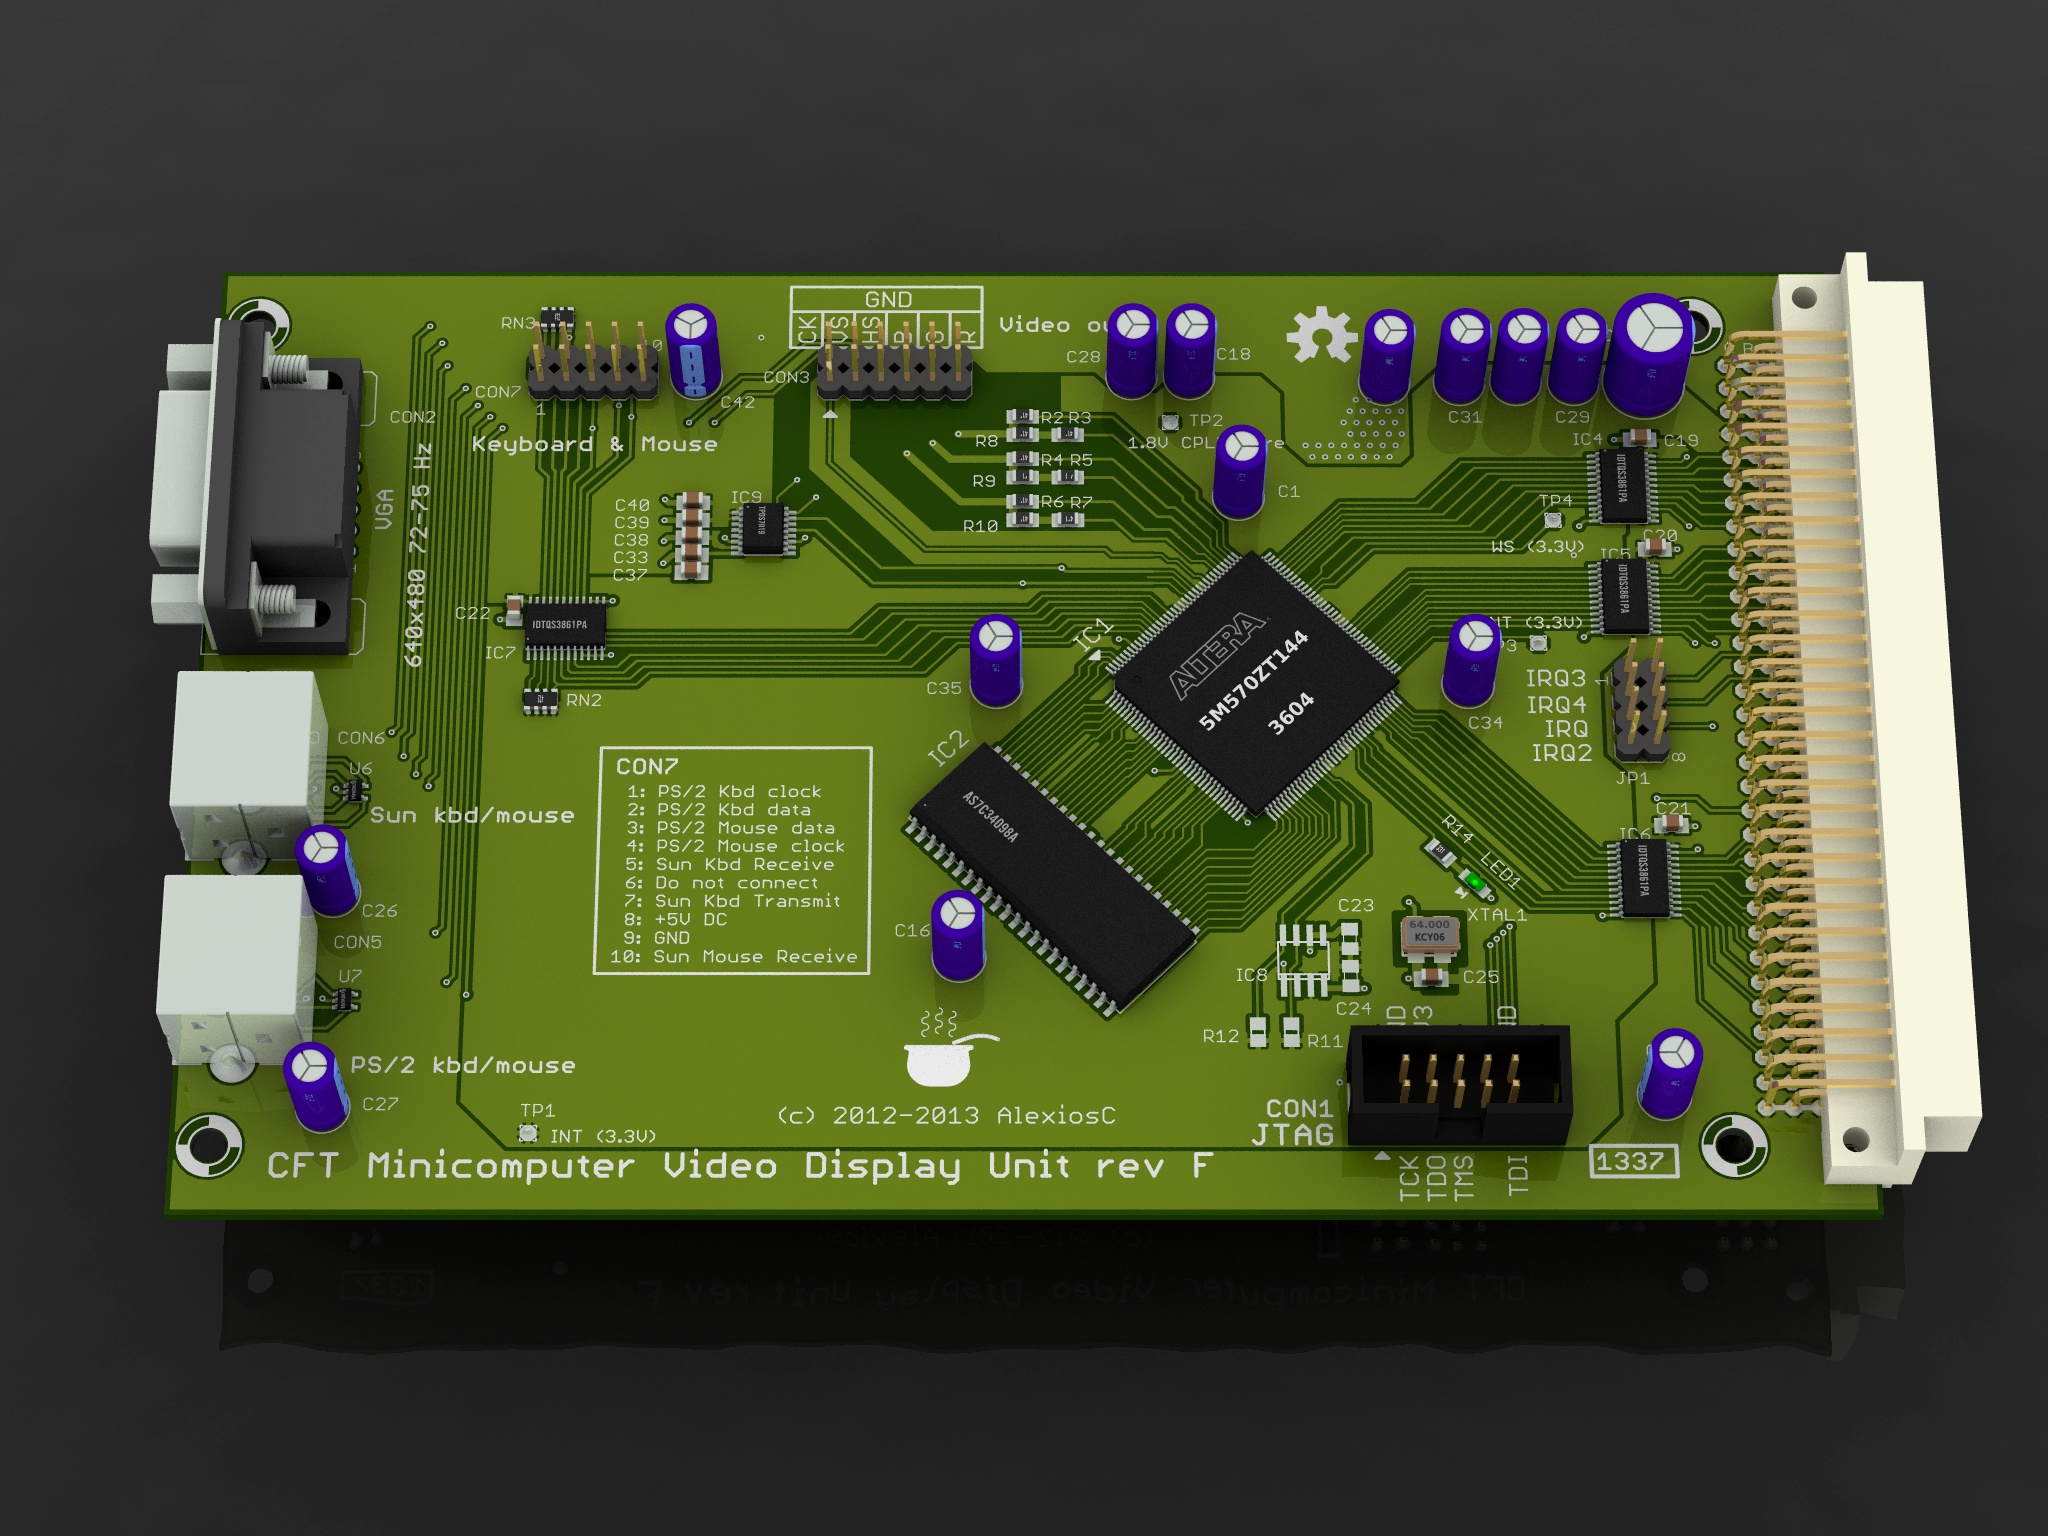 GND
CK VS HS B G R
RN3
Video ou
C28
C18
CON3
CON7
C42
1
CON2
Keyboard & Mouse
VGA
640x480 72-75 Hz
R2 R3
R8
R4 R5
R9
R6 R7
R10
TP2
C1
C31
C29
IC4
C19
IDTQS3861PA
TP4
WS (3.3V)
C20
IC5
IDTQS3861PA
NT (3.3V)
C40
C39
C38
C33
C37
IC9
C22
IDTQS3861PA
IC7
RN2
C35
IC1
ALTERA
5M570ZT144
3604
C34
IRQ3
IRQ4
IRQ
IRQ2
1
8
JP1
C21
IC6
IDTQS3861PA
IC2
AS7C34098A
CON6
U6
Sun kbd/mouse
C26
CON5
U7
PS/2 kbd/mouse
C27
CON7
1: PS/2 Kbd clock
2: PS/2 Kbd data
3: PS/2 Mouse data
4: PS/2 Mouse clock
5: Sun Kbd Receive
6: Do not connect
7: Sun Kbd Transmit
8: +5V DC
9: GND
10: Sun Mouse Receive
C16
R14
LED1
XTAL1
64.000
KCY06
C23
C25
IC8
C24
R12
R11
CON1
JTAG
TCK
TDO
TMS
TDI
TP1
INT (3.3V)
(c) 2012-2013 AlexiosC
CFT Minicomputer Video Display Unit rev F
1337